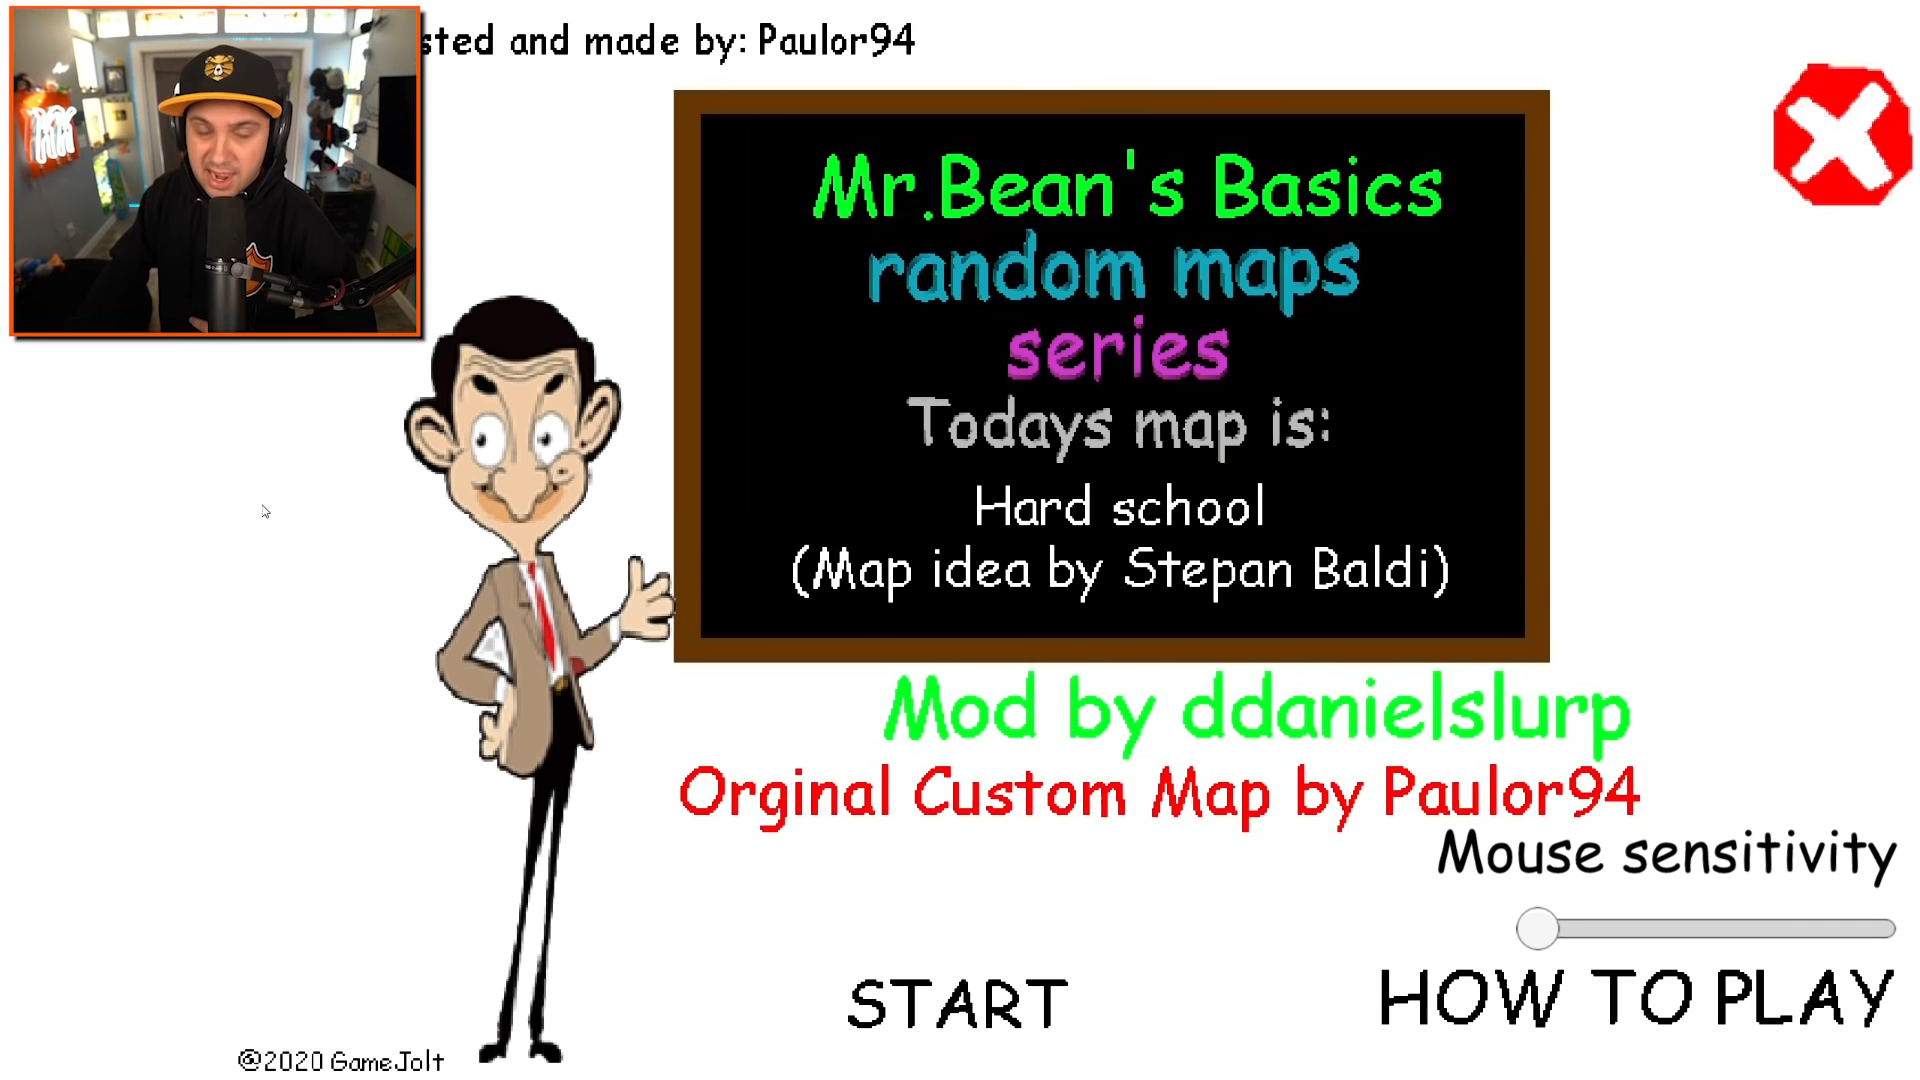 sted and made by: Paulor94
Mr.Bean's Basics
random maps
series
Todays map is:
Hard school
(Map idea by Stepan Baldi)
Mod by ddanielslurp
Orginal Custom Map by Paulor94
Mouse sensitivity
START
HOW TO PLAY
@2020 GameJolt